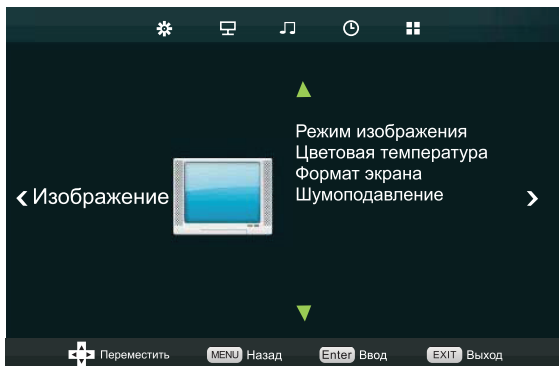 Режим изображения
Цветовая температура
Формат экрана
Изображение
Шумоподавление
Переместить
MENU Назад
Enter Ввод
EXIT Выход